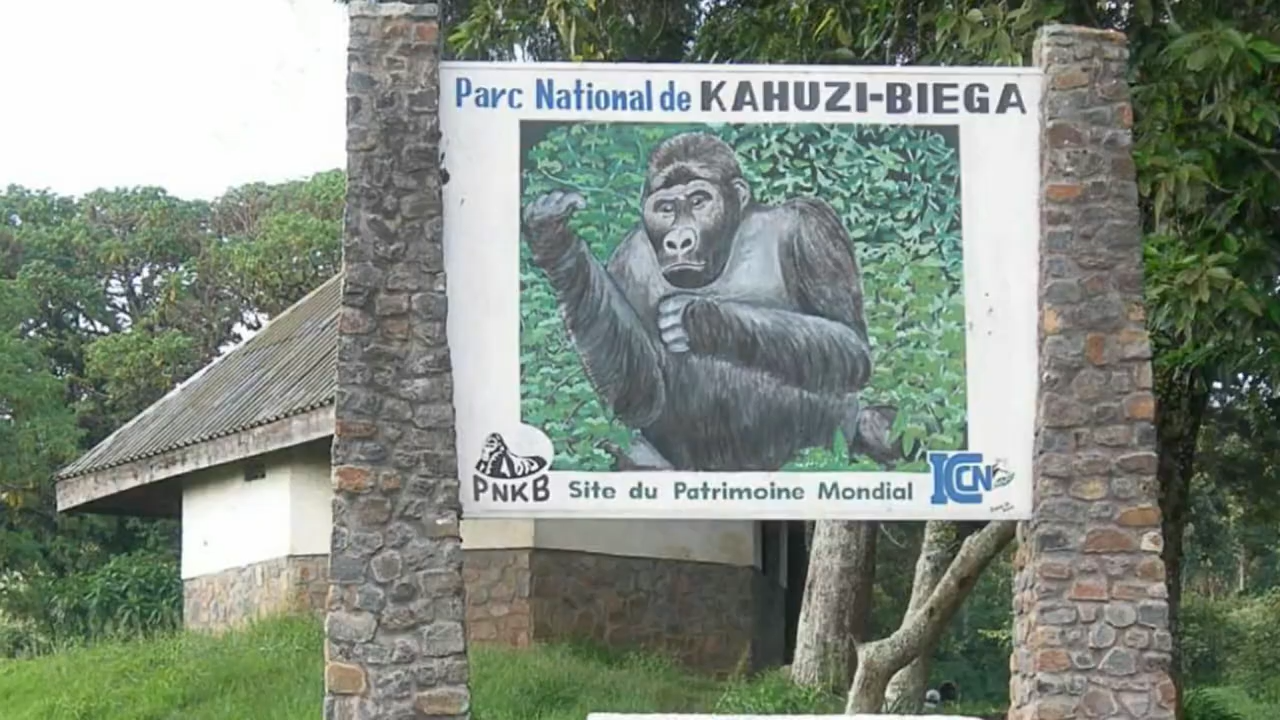 Parc National de KAHUZI-BIEGA
PNKB
Site du Patrimoine Mondial
ICCN